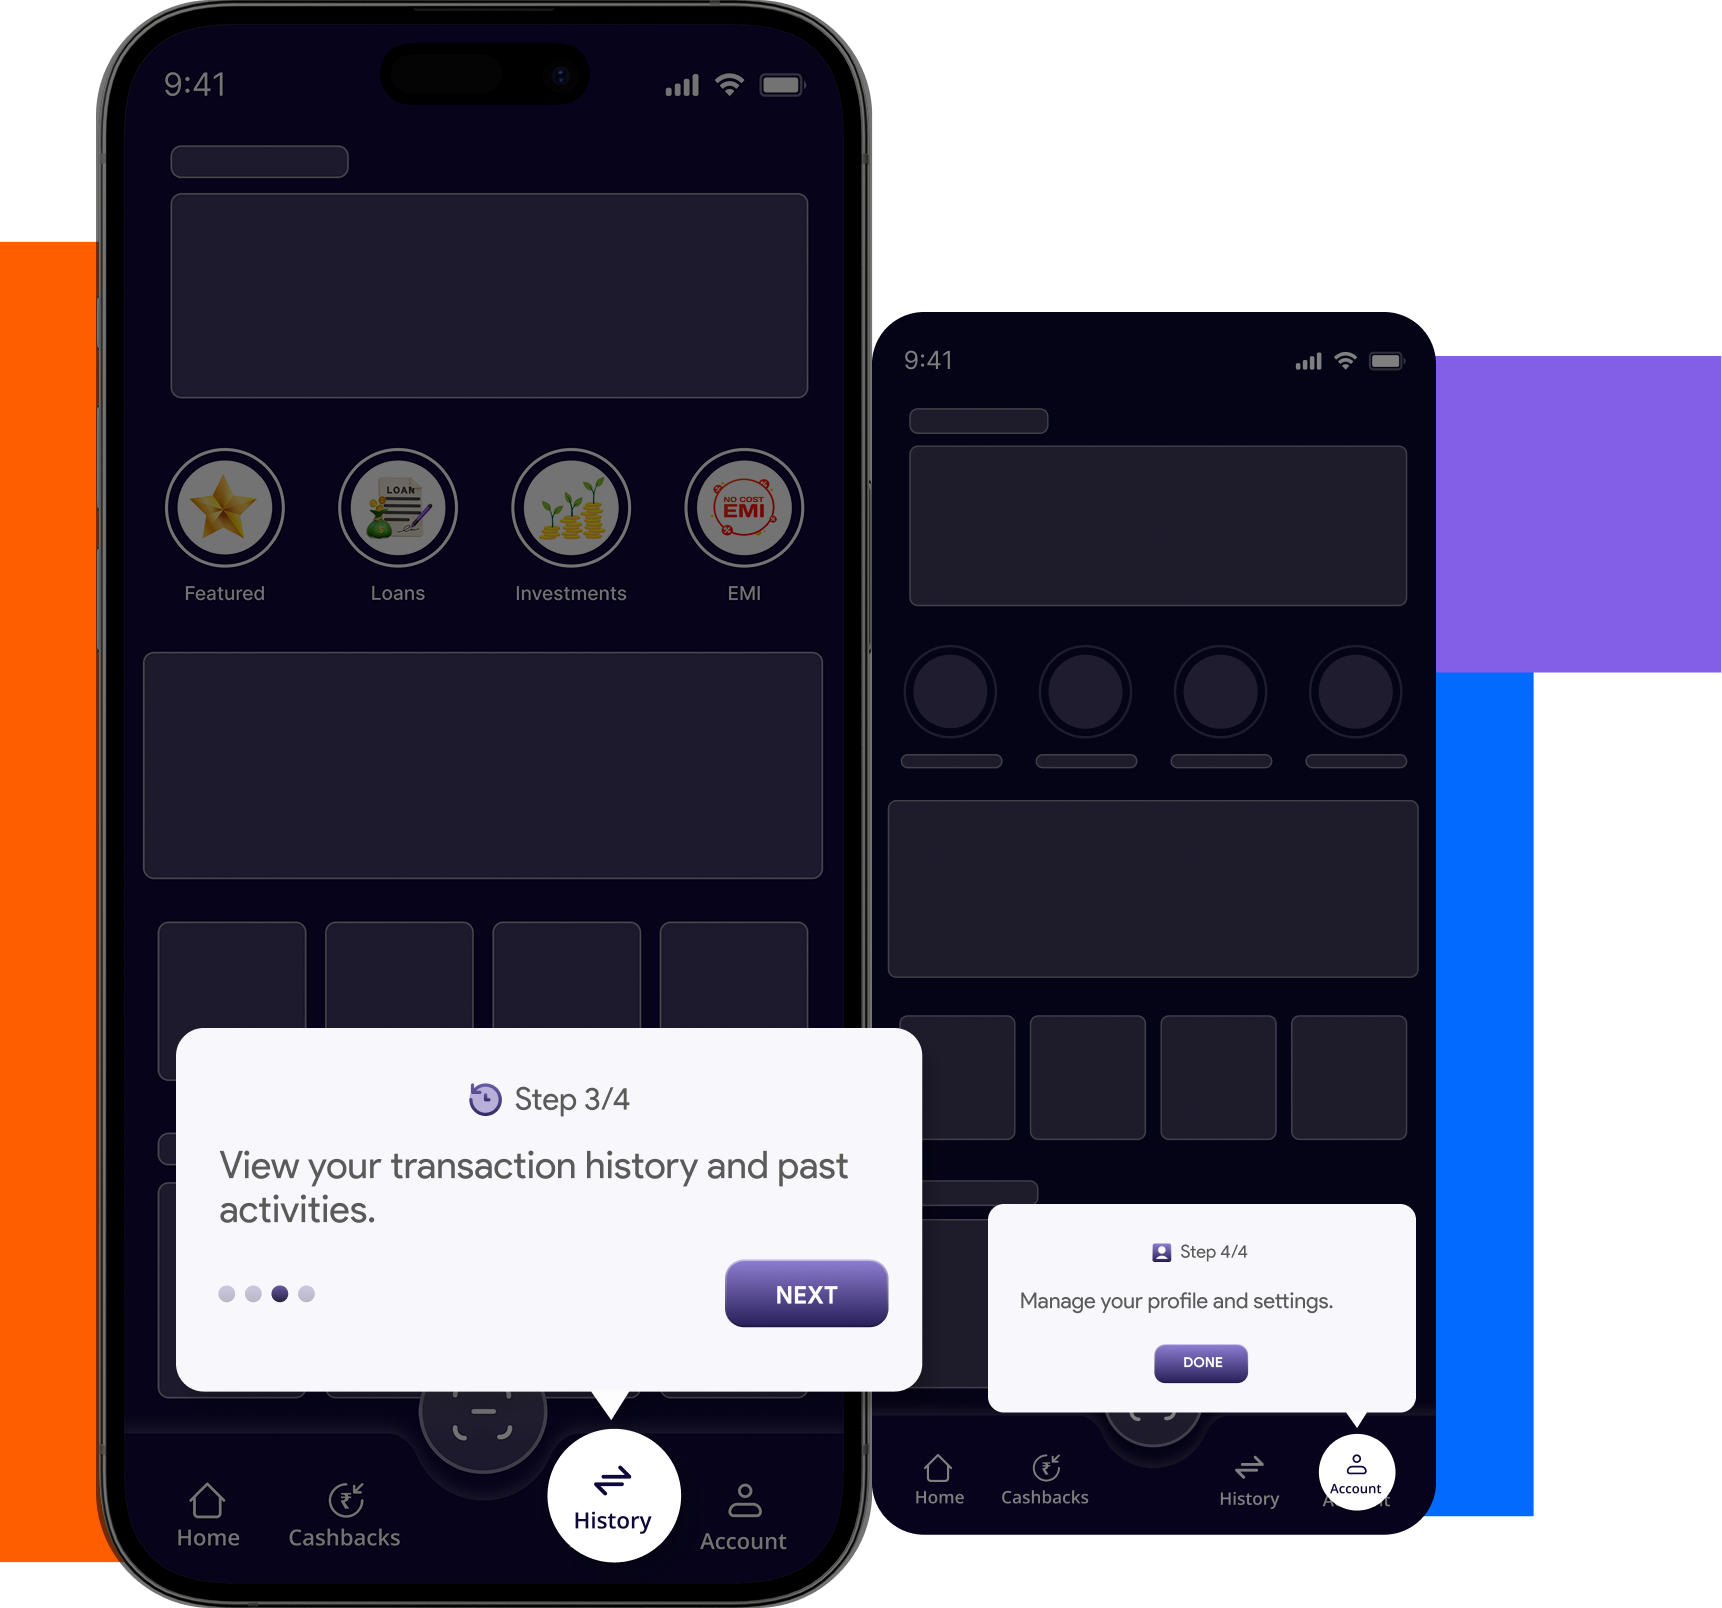 9:41
LOAN
NO COST
EMI
Featured
Loans
Investments
EMI
Step 3/4
View your transaction history and past
activities.
NEXT
Home
Cashbacks
History
Account
9:41
Step 4/4
Manage your profile and settings.
DONE
Home
Cashbacks
History
Account